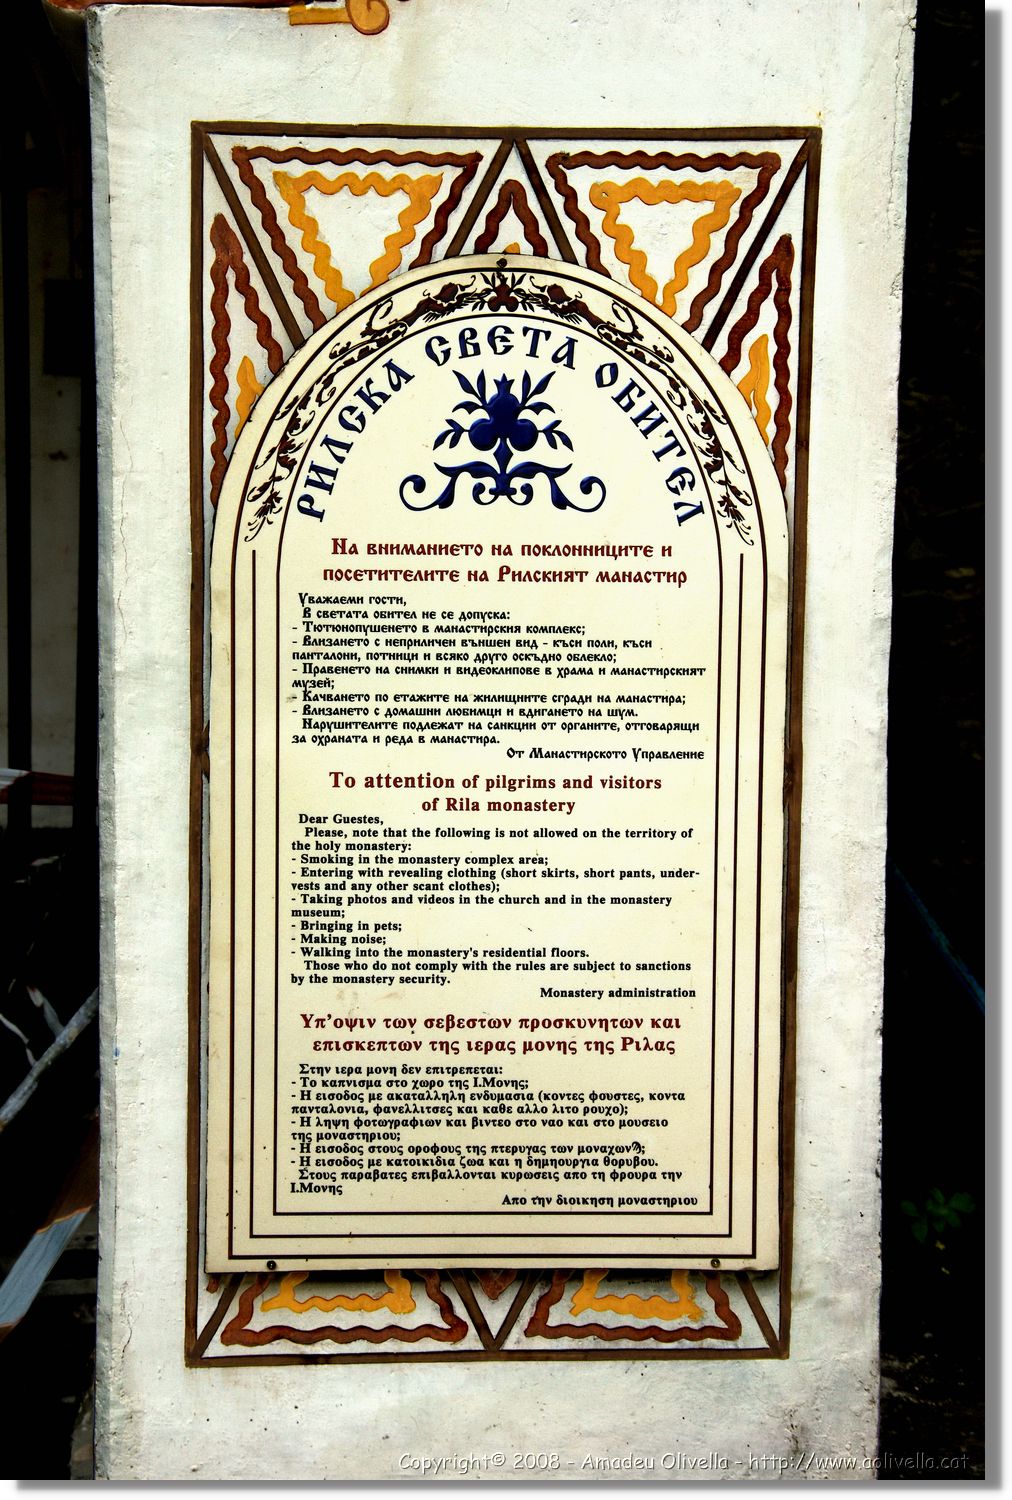 РИЛСКА СВЕТА ОБИТЕЛ
На вниманието на поклонниците и
посетителите на Рилският манастир
Уважаеми гости,
В светата обител не се допуска:
- Тютюнопушенето в манастирския комплекс;
- Влизането с неприличен външен вид - къси поли, къси
панталони, потници и всяко друго оскъдно облекло;
- Правенето на снимки и видеоклипове в храма и манастирският
музей;
- Качването по етажите на жилищните сгради на манастира;
- Влизането с домашни любимци и вдигането на шум.
Нарушителите подлежат на санкции от органите, отговарящи
за охраната и реда в манастира.
От Манастирското Управление
To attention of pilgrims and visitors
of Rila monastery
Dear Guestes,
Please, note that the following is not allowed on the territory of
the holy monastery:
- Smoking in the monastery complex area;
- Entering with revealing clothing (short skirts, short pants, under-
vests and any other scant clothes);
- Taking photos and videos in the church and in the monastery
museum;
- Bringing in pets;
- Making noise;
- Walking into the monastery's residential floors.
Those who do not comply with the rules are subject to sanctions
by the monastery security.
Monastery administration
Υπ'οψιν των σεβεστων προσκυνητων και
επισκεπτων της ιερας μονης της Ριλας
Στην ιερα μονη δεν επιτρεπεται:
- Το καπνισμα στο χωρο της Ι.Μονης;
- Η εισοδος με ακαταλληλη ενδυμασια (κοντες φουστες, κοντα
πανταλονια, φανελλιτσες και καθε αλλο λιτο ρουχο);
- Η ληψη φοτωγραφιων και βιντεο στο ναο και στο μουσειο
της μοναστηριου;
- Η εισοδος στους οροφους της πτερυγας των μοναχων;
- Η εισοδος με κατοικιδια ζωα και η δημηουργια θορυβου.
Στους παραβατες επιβαλλονται κυρωσεις απο τη φρουρα την
Ι.Μονης
Απο την διοικηση μοναστηριου
Copyright© 2008 - Amadeu Olivella - http://www.aolivella.cat